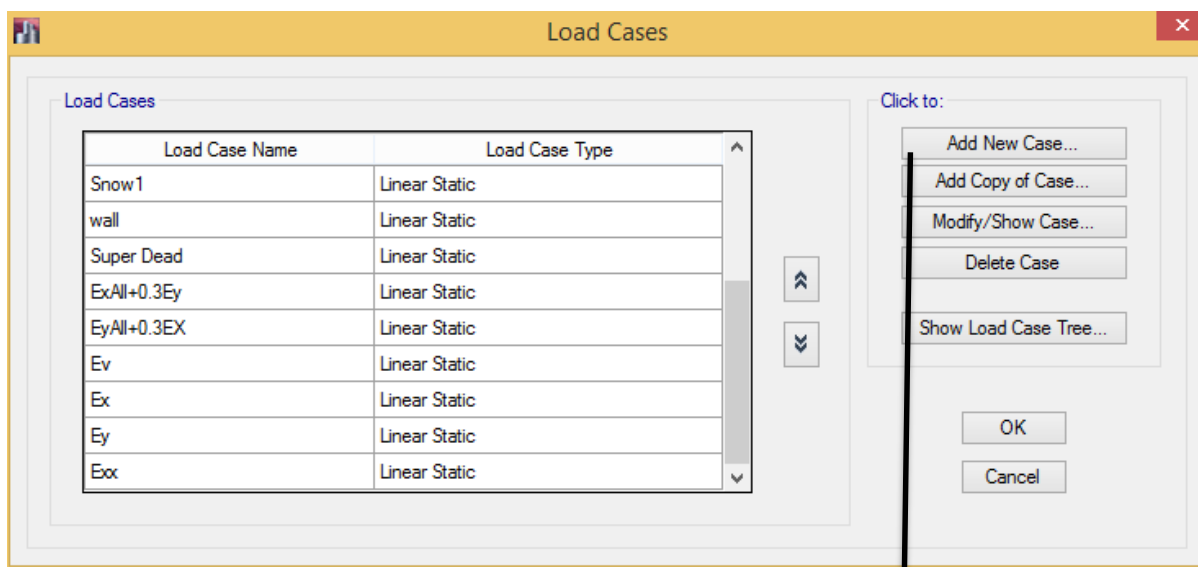 Load Cases
Load Cases
Click to:
Load Case Name Load Case Type
Snow1 Linear Static
wall Linear Static
Super Dead Linear Static
ExAll+0.3Ey Linear Static
EyAll+0.3EX Linear Static
Ev Linear Static
Ex Linear Static
Ey Linear Static
Exx Linear Static
Add New Case...
Add Copy of Case...
Modify/Show Case...
Delete Case
Show Load Case Tree...
OK
Cancel